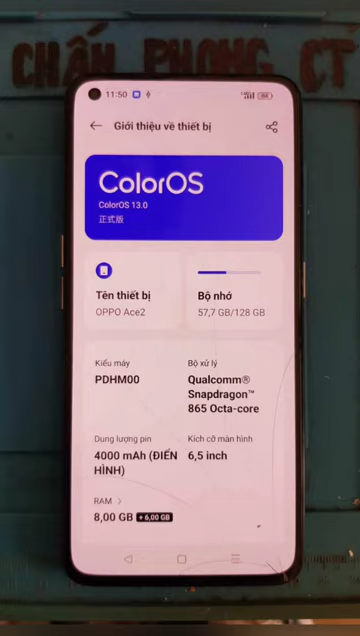 CHẤN PHONG CT
11:50
← Giới thiệu về thiết bị
ColorOS
ColorOS 13.0
正式版
Tên thiết bị
OPPO Ace2
Bộ nhớ
57,7 GB/128 GB
Kiểu máy
PDHM00
Bộ xử lý
Qualcomm®
Snapdragon™
865 Octa-core
Dung lượng pin
4000 mAh (ĐIỂN
HÌNH)
Kích cỡ màn hình
6,5 inch
RAM >
8,00 GB + 6,00 GB